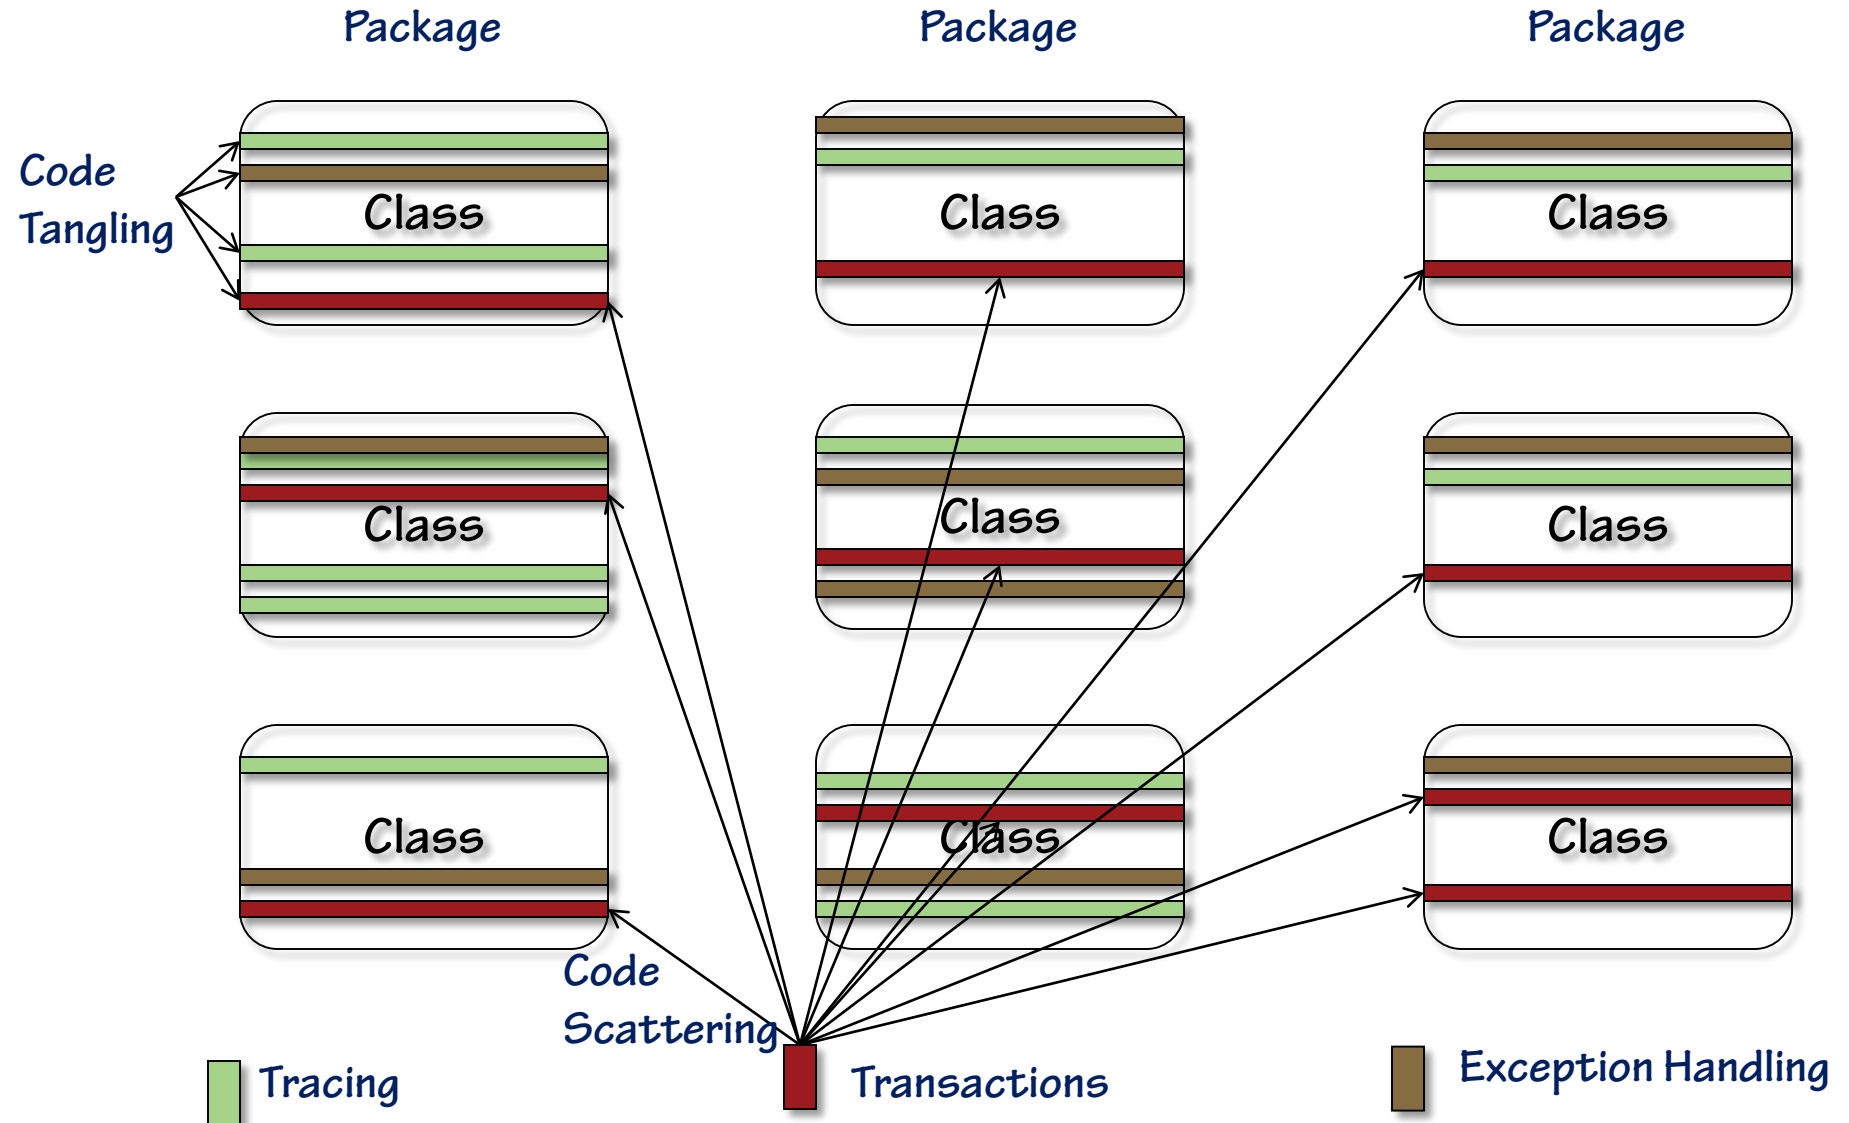 Package
Package
Package
Code
Tangling
Class
Class
Class
Class
Class
Class
Class
Class
Class
Code
Scattering
Tracing
Transactions
Exception Handling